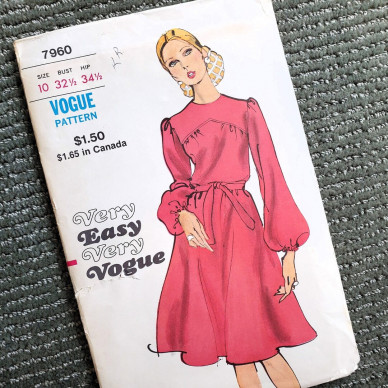 7960
SIZE BUST HIP
10 32½ 34½
VOGUE
PATTERN
$1.50
$1.65 in Canada
Very
Easy
Very
Vogue